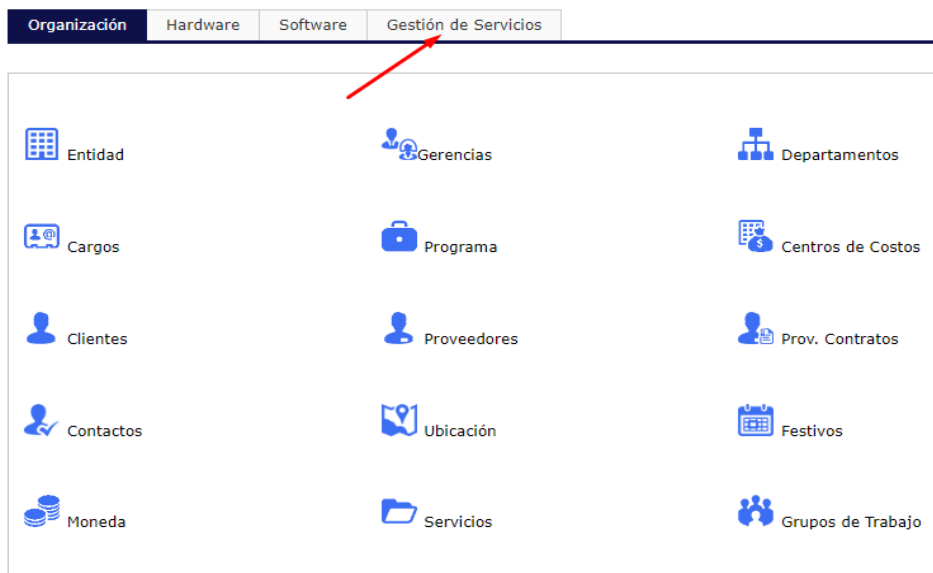 Organización Hardware Software Gestión de Servicios
Entidad Gerencias Departamentos
Cargos Programa Centros de Costos
Clientes Proveedores Prov. Contratos
Contactos Ubicación Festivos
Moneda Servicios Grupos de Trabajo